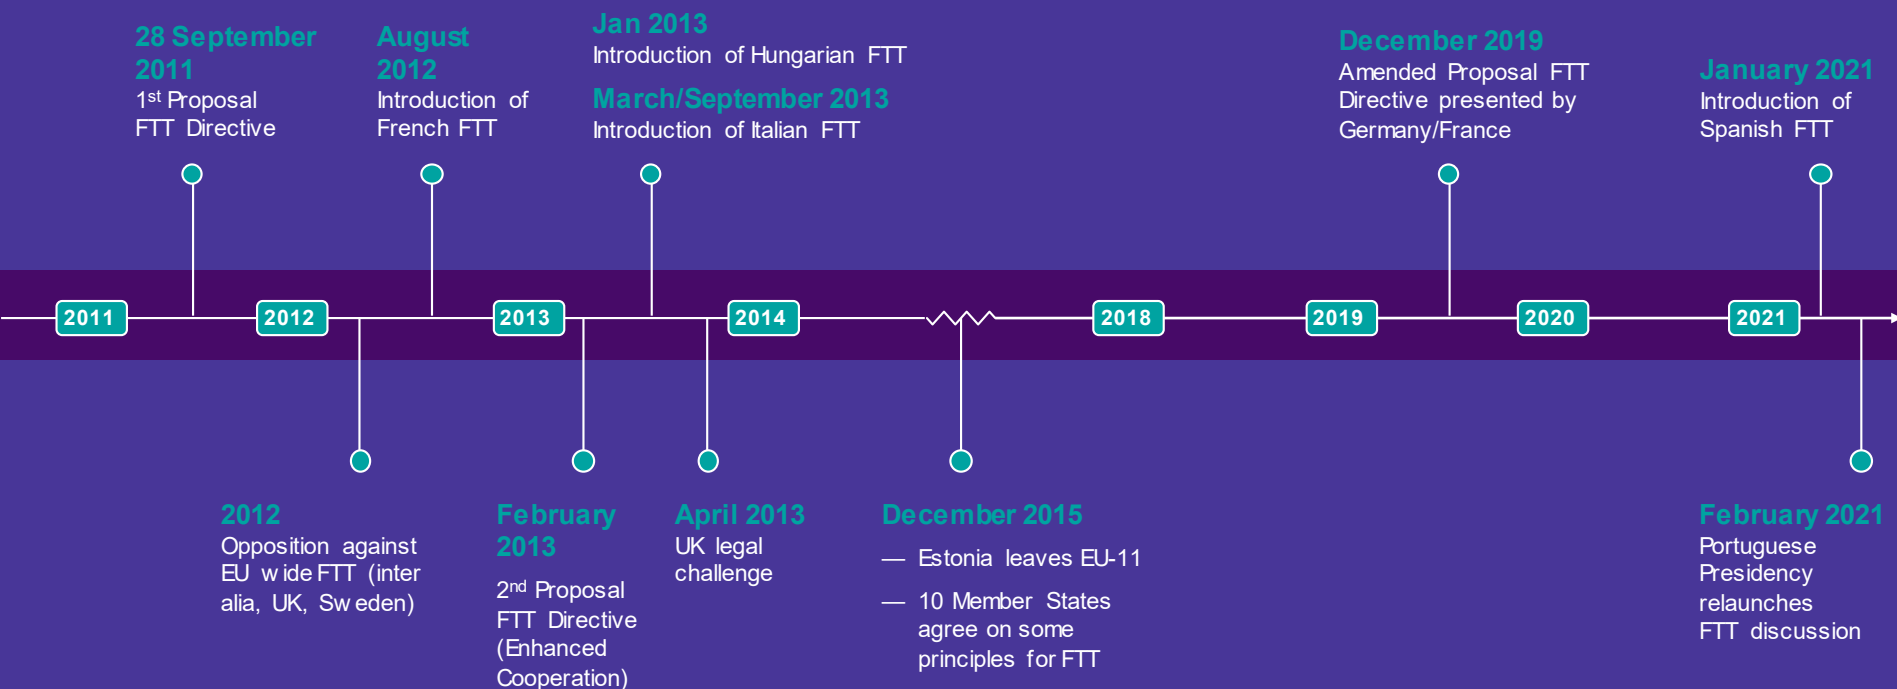 28 September
2011
1st Proposal
FTT Directive
August
2012
Introduction of
French FTT
Jan 2013
Introduction of Hungarian FTT
March/September 2013
Introduction of Italian FTT
December 2019
Amended Proposal FTT
Directive presented by
Germany/France
January 2021
Introduction of
Spanish FTT
2011
2012
2013
2014
2018
2019
2020
2021
2012
Opposition against
EU wide FTT (inter
alia, UK, Sweden)
February
2013
2nd Proposal
FTT Directive
(Enhanced
Cooperation)
April 2013
UK legal
challenge
December 2015
— Estonia leaves EU-11
— 10 Member States
agree on some
principles for FTT
February 2021
Portuguese
Presidency
relaunches
FTT discussion